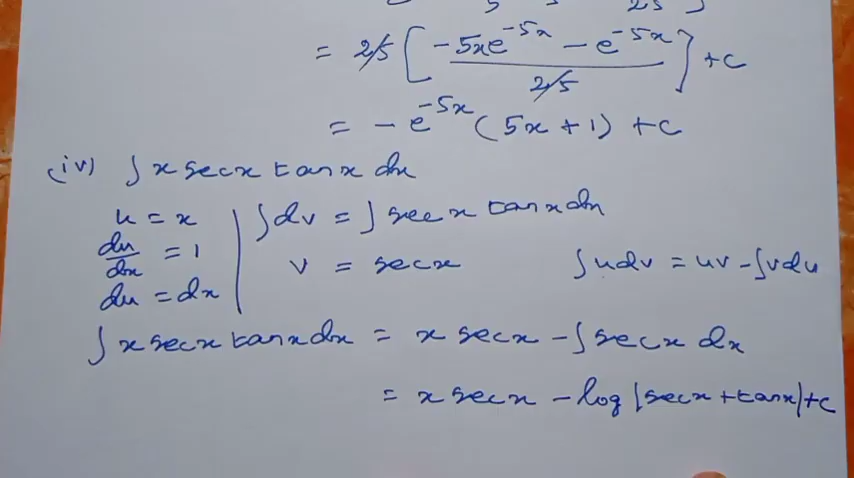 = 2/5 [ (-5xe^{-5x} - e^{-5x}) / (2/5) ] + c
= - e^{-5x} (5x + 1) + c
(iv) ∫ x secx tanx dx
u = x | ∫dv = ∫ secx tanx dx
du/dx = 1 | v = secx ∫udv = uv - ∫vdu
du = dx |
∫ x secx tanx dx = x secx - ∫ secx dx
= x secx - log |secx + tanx| + c